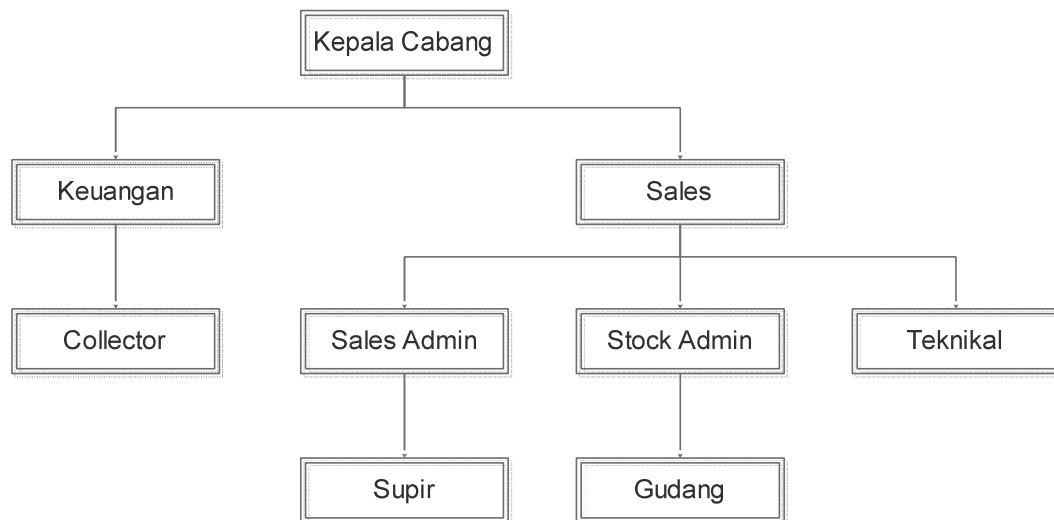 Kepala Cabang
Keuangan
Sales
Collector
Sales Admin
Stock Admin
Teknikal
Supir
Gudang